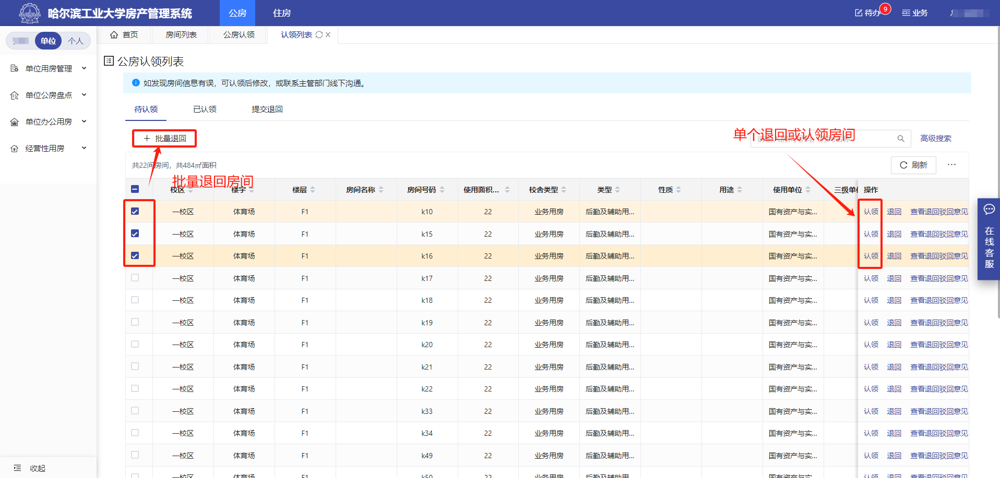 哈尔滨工业大学房产管理系统 公房 住房 待办 9 业务
单位 个人
首页 房间列表 公房认领 认领列表
单位用房管理
单位公房盘点
单位办公用房
经营性用房
收起
公房认领列表
如发现房间信息有误，可认领后修改，或联系主管部门线下沟通。
待认领 已认领 提交退回
批量退回
单个退回或认领房间
高级搜索
共22间房间，共484㎡面积
批量退回房间
刷新 ...
校区 楼宇 楼层 房间名称 房间号码 使用面积... 校舍类型 类型 性质 用途 使用单位 三级单位 操作
一校区 体育场 F1 k10 22 业务用房 后勤及辅助用... 国有资产与实... 认领 退回 查看退回驳回意见
一校区 体育场 F1 k15 22 业务用房 后勤及辅助用... 国有资产与实... 认领 退回 查看退回驳回意见
一校区 体育场 F1 k16 22 业务用房 后勤及辅助用... 国有资产与实... 认领 退回 查看退回驳回意见
一校区 体育场 F1 k17 22 业务用房 后勤及辅助用... 国有资产与实... 认领 退回 查看退回驳回意见
一校区 体育场 F1 k18 22 业务用房 后勤及辅助用... 国有资产与实... 认领 退回 查看退回驳回意见
一校区 体育场 F1 k19 22 业务用房 后勤及辅助用... 国有资产与实... 认领 退回 查看退回驳回意见
一校区 体育场 F1 k20 22 业务用房 后勤及辅助用... 国有资产与实... 认领 退回 查看退回驳回意见
一校区 体育场 F1 k21 22 业务用房 后勤及辅助用... 国有资产与实... 认领 退回 查看退回驳回意见
一校区 体育场 F1 k22 22 业务用房 后勤及辅助用... 国有资产与实... 认领 退回 查看退回驳回意见
一校区 体育场 F1 k33 22 业务用房 后勤及辅助用... 国有资产与实... 认领 退回 查看退回驳回意见
一校区 体育场 F1 k34 22 业务用房 后勤及辅助用... 国有资产与实... 认领 退回 查看退回驳回意见
一校区 体育场 F1 k49 22 业务用房 后勤及辅助用... 国有资产与实... 认领 退回 查看退回驳回意见
一校区 体育场 F1 k50 22 业务用房 后勤及辅助用... 国有资产与实... 认领 退回 查看退回驳回意见
在线客服